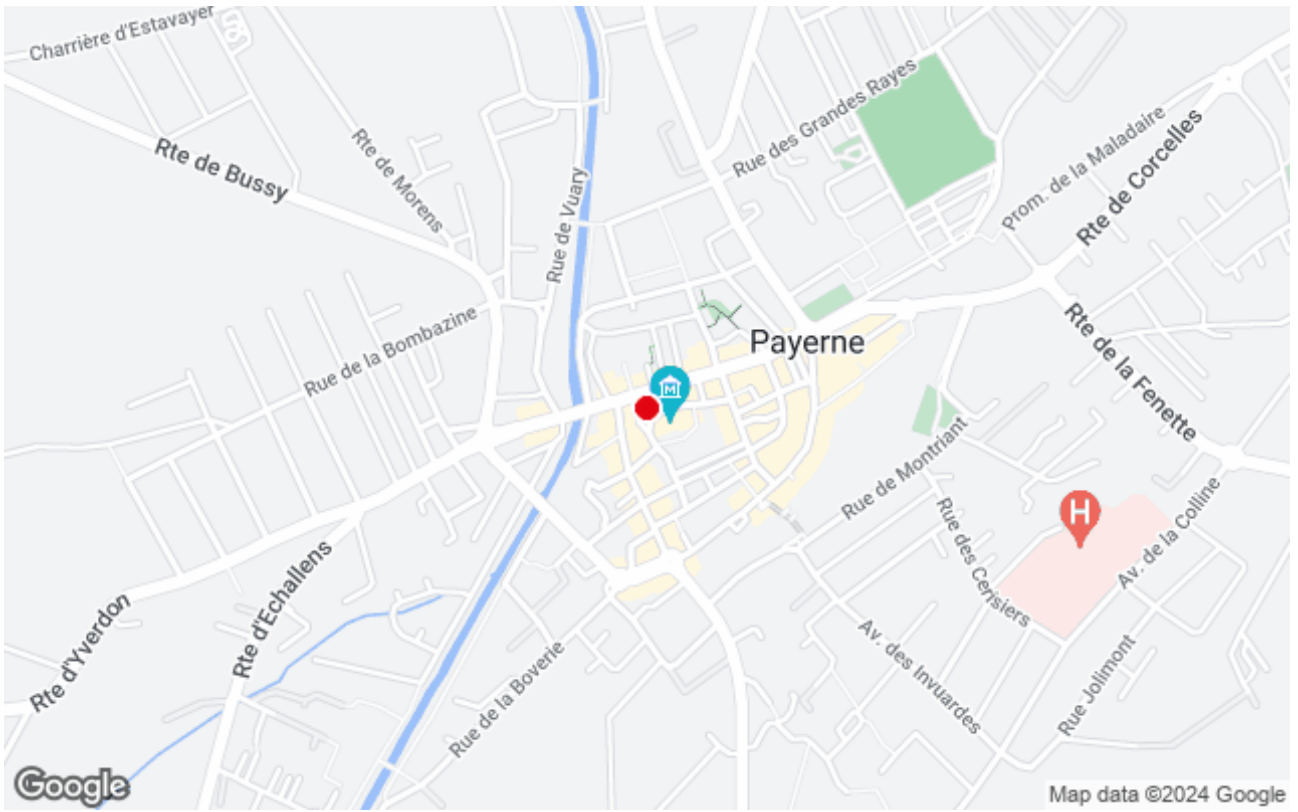 Charrière d'Estavayer
Rte de Bussy
Rte de Morens
Rue de Vuary
Rue des Grandes Rayes
Prom. de la Maladaire
Rte de Corcelles
Rue de la Bombazine
Payerne
Rte de la Fenette
M
Rue de Montriant
H
Rue des Cerisiers
Av. de la Colline
Rte d'Yverdon
Rte d'Echallens
Rue de la Boverie
Av. des Invuardes
Rue Jolimont
Google
Map data ©2024 Google